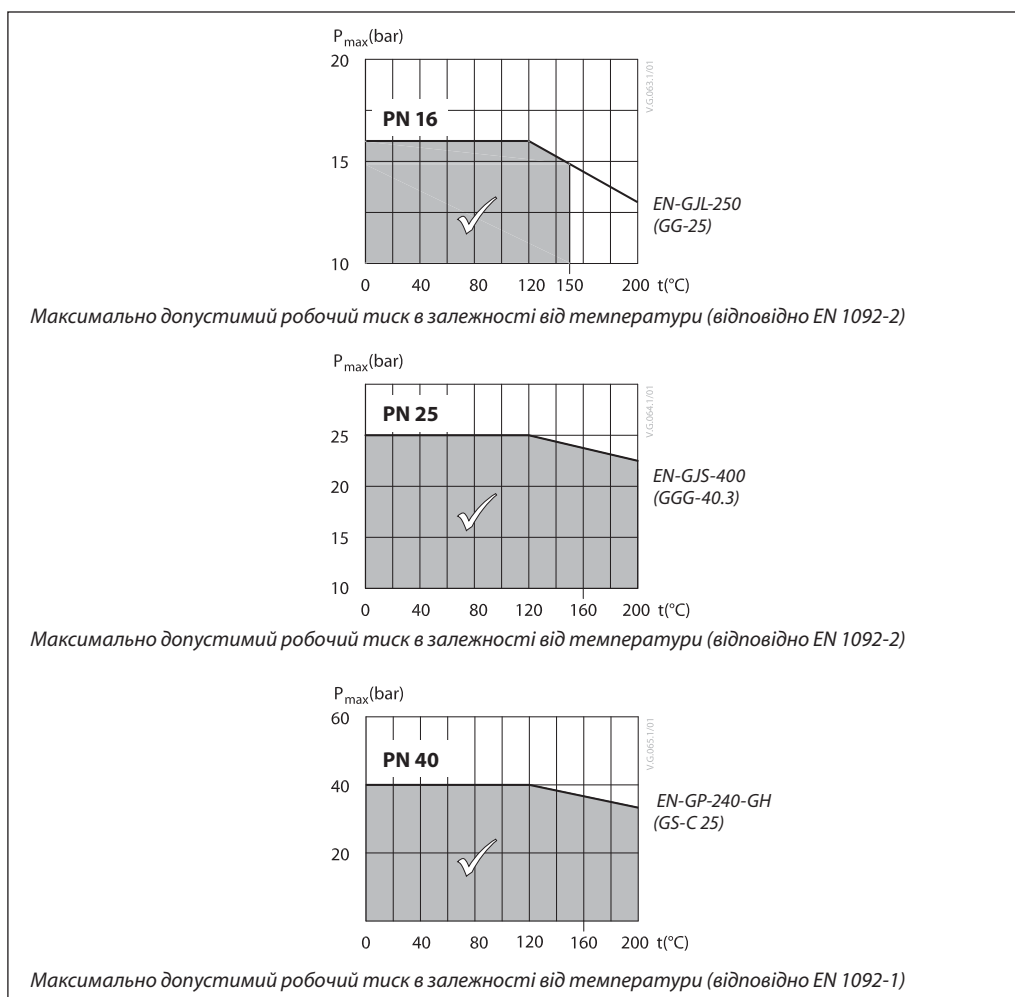 Pmax(bar)
20
V.G.063.1/01
PN 16
15
EN-GJL-250
(GG-25)
10
0 40 80 120 150 200 t(°C)
Максимально допустимий робочий тиск в залежності від температури (відповідно EN 1092-2)
Pmax(bar)
V.G.064.1/01
PN 25
25
EN-GJS-400
(GGG-40.3)
20
15
10
0 40 80 120 160 200 t(°C)
Максимально допустимий робочий тиск в залежності від температури (відповідно EN 1092-2)
Pmax(bar)
60
V.G.065.1/01
PN 40
40
EN-GP-240-GH
(GS-C 25)
20
0 40 80 120 160 200 t(°C)
Максимально допустимий робочий тиск в залежності від температури (відповідно EN 1092-1)